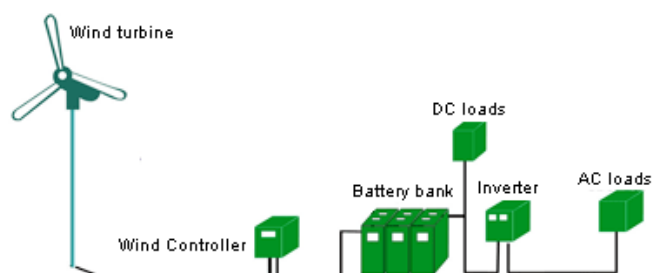 Wind turbine
DC loads
Battery bank
Inverter
AC loads
Wind Controller